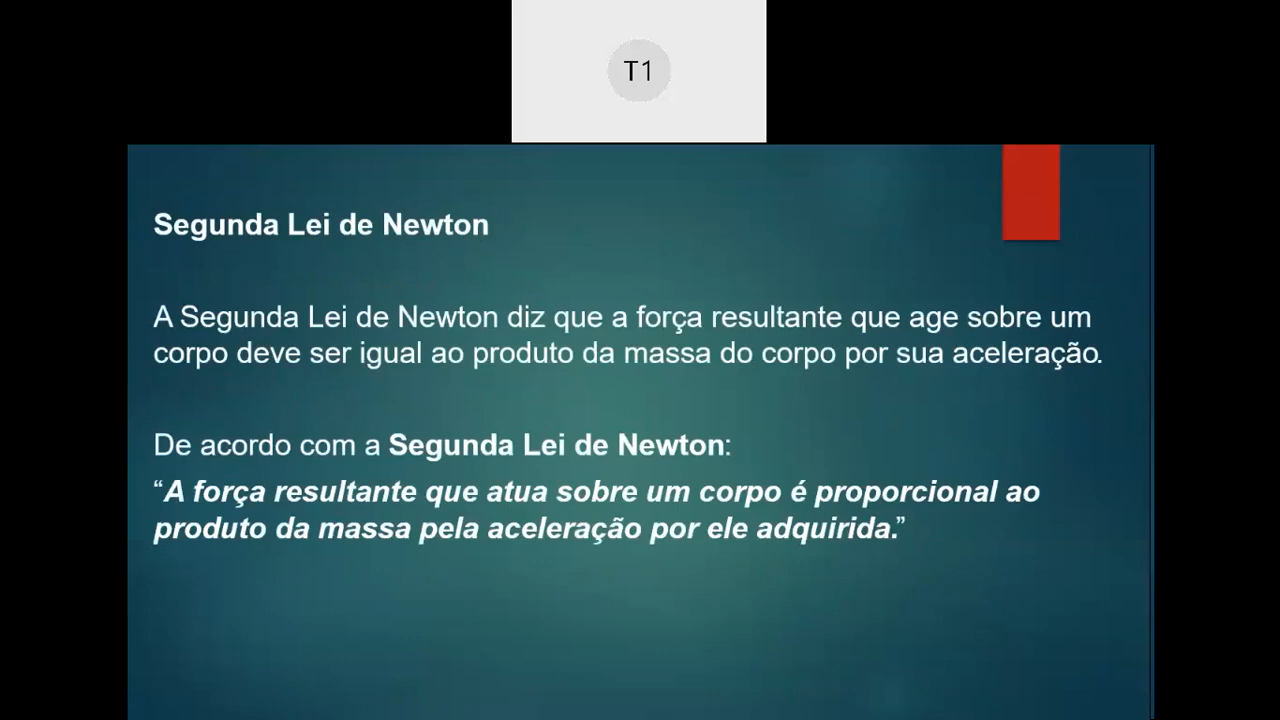 T1
Segunda Lei de Newton
A Segunda Lei de Newton diz que a força resultante que age sobre um
corpo deve ser igual ao produto da massa do corpo por sua aceleração.
De acordo com a Segunda Lei de Newton:
“A força resultante que atua sobre um corpo é proporcional ao
produto da massa pela aceleração por ele adquirida.”